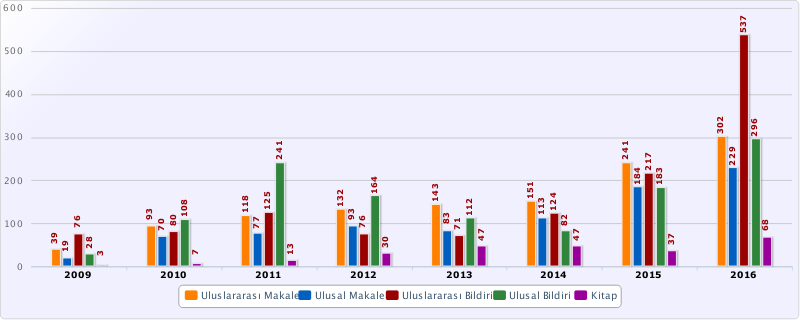 600
500
400
300
200
100
0
39 19 76 28 3
93 70 80 108 7
118 77 125 241 13
132 93 76 164 30
143 83 71 112 47
151 113 124 82 47
241 184 217 183 37
302 229 537 296 68
2009 2010 2011 2012 2013 2014 2015 2016
Uluslararası Makale Ulusal Makale Uluslararası Bildiri Ulusal Bildiri Kitap